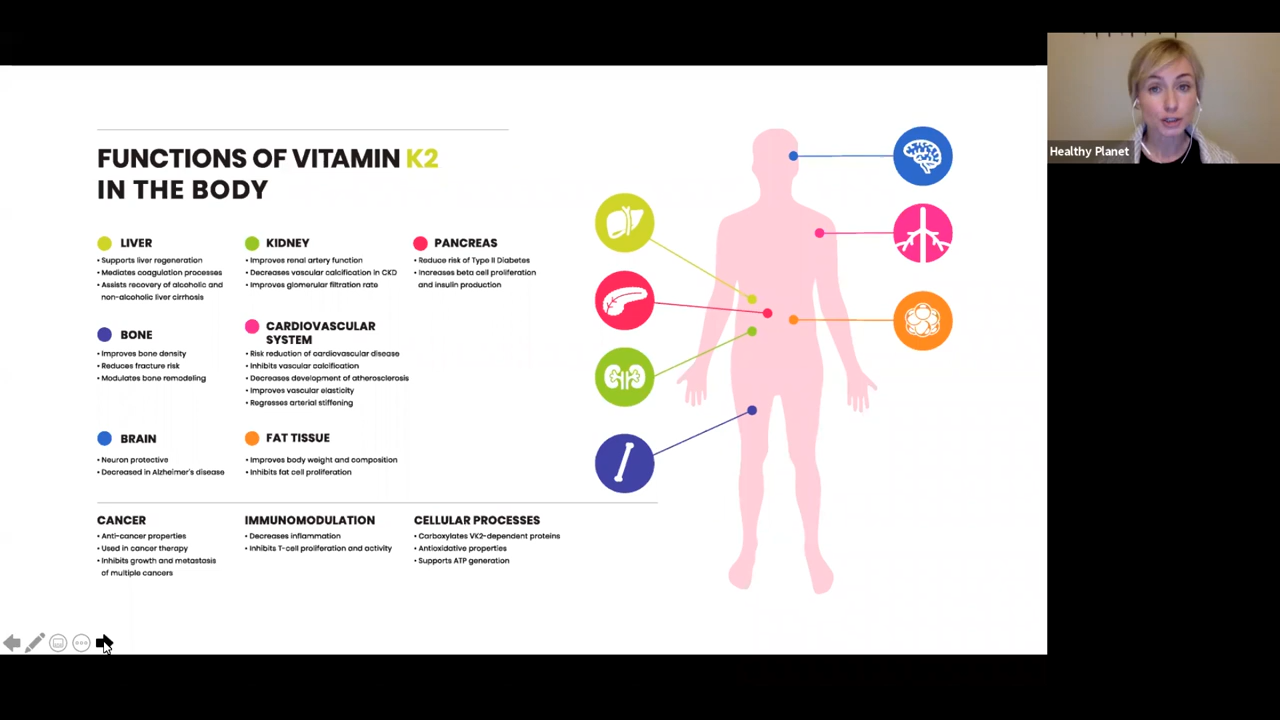 FUNCTIONS OF VITAMIN K2
IN THE BODY
LIVER
• Supports liver regeneration
• Mediates coagulation processes
• Assists recovery of alcoholic and
non-alcoholic liver cirrhosis
KIDNEY
• Improves renal artery function
• Decreases vascular calcification in CKD
• Improves glomerular filtration rate
PANCREAS
• Reduce risk of Type II Diabetes
• Increases beta cell proliferation
and insulin production
BONE
• Improves bone density
• Reduces fracture risk
• Modulates bone remodeling
CARDIOVASCULAR
SYSTEM
• Risk reduction of cardiovascular disease
• Inhibits vascular calcification
• Decreases development of atherosclerosis
• Improves vascular elasticity
• Regresses arterial stiffening
BRAIN
• Neuron protective
• Decreased in Alzheimer's disease
FAT TISSUE
• Improves body weight and composition
• Inhibits fat cell proliferation
CANCER
• Anti-cancer properties
• Used in cancer therapy
• Inhibits growth and metastasis
of multiple cancers
IMMUNOMODULATION
• Decreases inflammation
• Inhibits T-cell proliferation and activity
CELLULAR PROCESSES
• Carboxylates VK2-dependent proteins
• Antioxidative properties
• Supports ATP generation
Healthy Planet